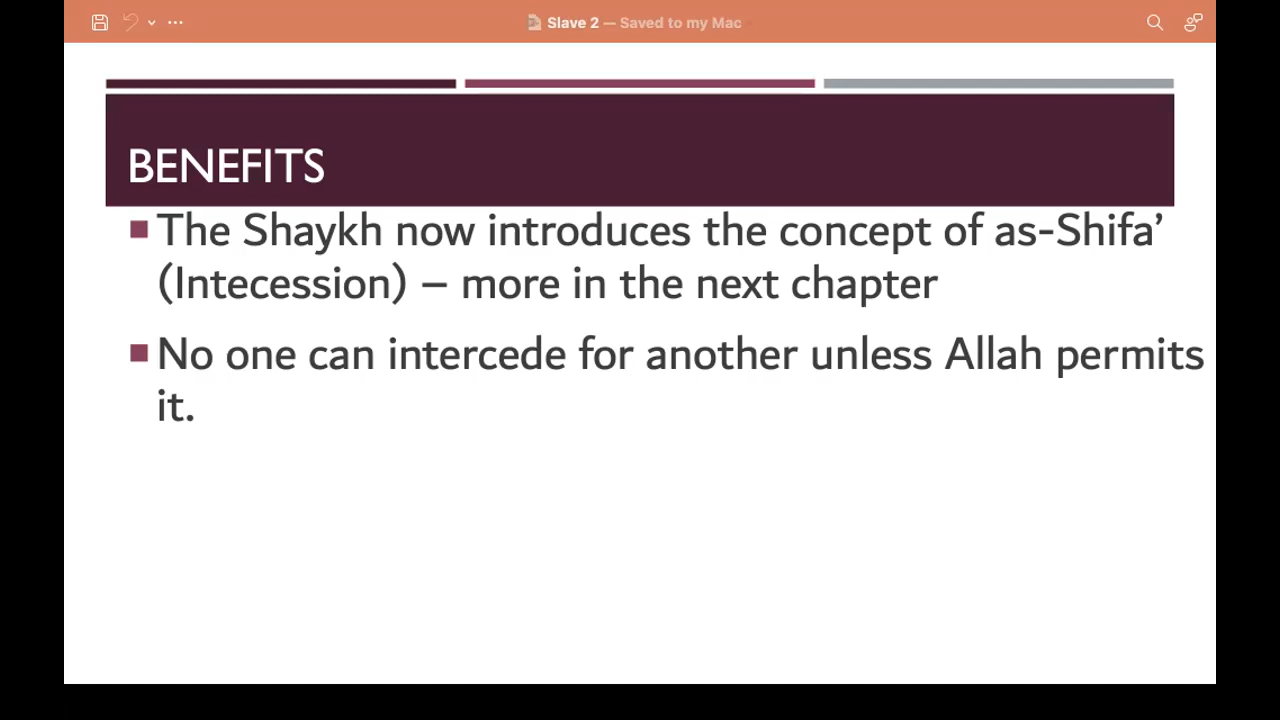 Slave 2 — Saved to my Mac
BENEFITS
The Shaykh now introduces the concept of as-Shifa’
(Intecession) – more in the next chapter
No one can intercede for another unless Allah permits
it.